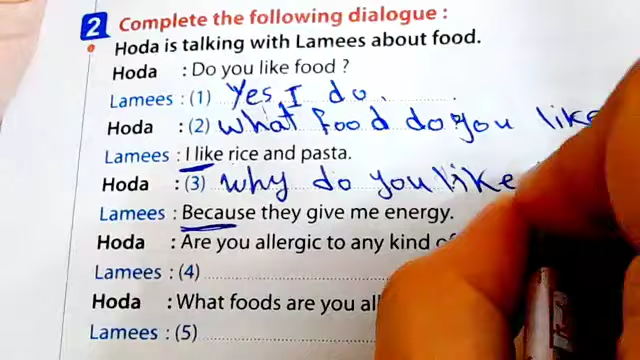 2 Complete the following dialogue :
Hoda is talking with Lamees about food.
Hoda : Do you like food ?
Lamees : (1) Yes, I do.
Hoda : (2) What food do you like
Lamees : I like rice and pasta.
Hoda : (3) why do you like
Lamees : Because they give me energy.
Hoda : Are you allergic to any kind
Lamees : (4)
Hoda : What foods are you
Lamees : (5)